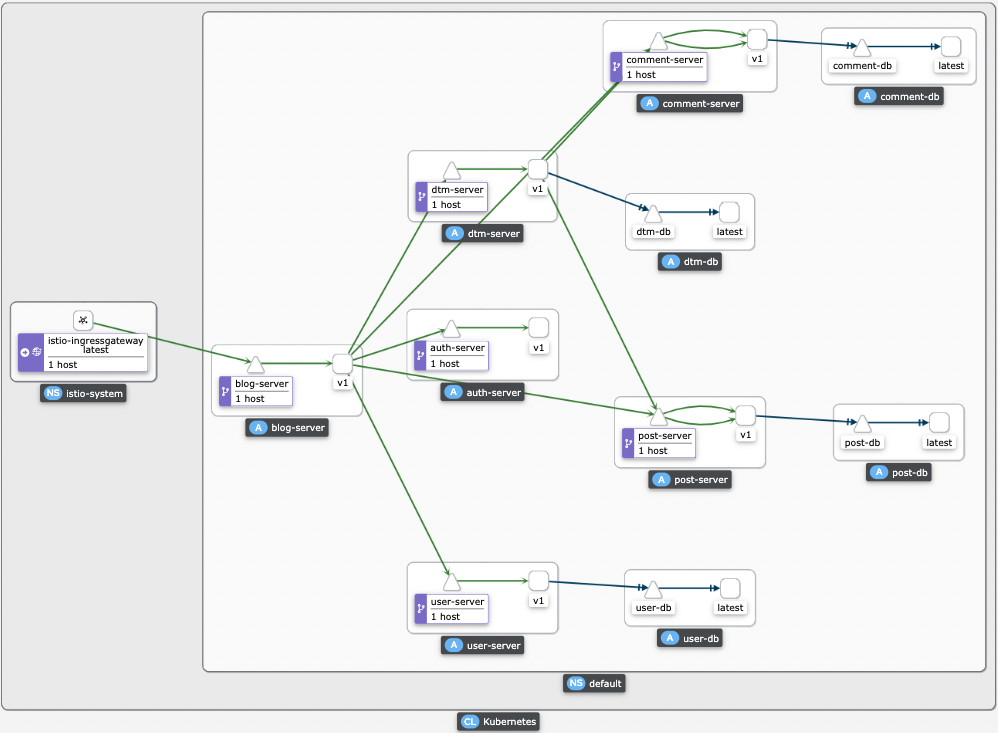 comment-server
1 host
v1
comment-db
latest
A comment-server
A comment-db
dtm-server
1 host
v1
dtm-db
latest
A dtm-server
A dtm-db
istio-ingressgateway
latest
1 host
NS istio-system
blog-server
1 host
v1
A blog-server
auth-server
1 host
v1
A auth-server
post-server
1 host
v1
post-db
latest
A post-server
A post-db
user-server
1 host
v1
user-db
latest
A user-server
A user-db
NS default
CL Kubernetes